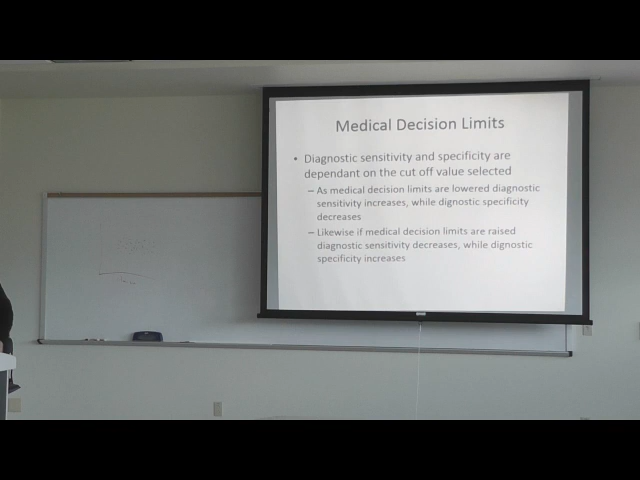 Medical Decision Limits
• Diagnostic sensitivity and specificity are
dependant on the cut off value selected
– As medical decision limits are lowered diagnostic
sensitivity increases, while dignostic specificity
decreases
– Likewise if medical decision limits are raised
diagnostic sensitivity decreases, while dignostic
specificity increases